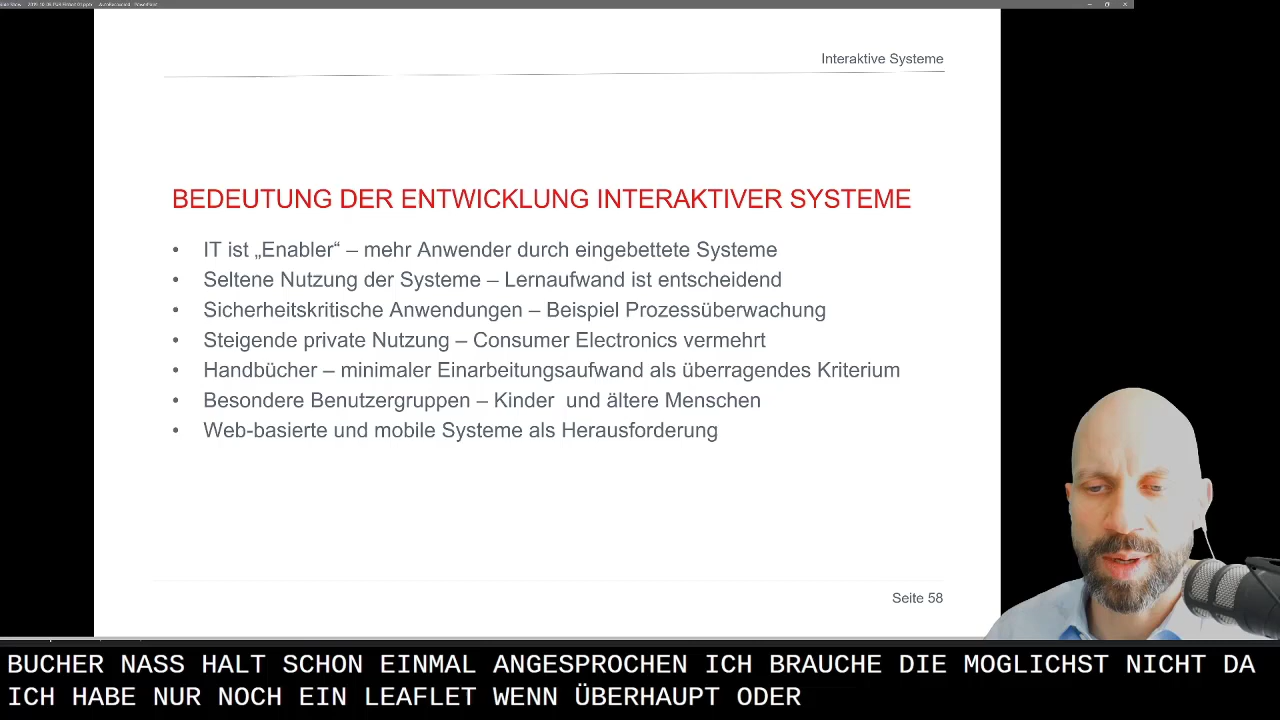 Interaktive Systeme
BEDEUTUNG DER ENTWICKLUNG INTERAKTIVER SYSTEME
• IT ist „Enabler“ – mehr Anwender durch eingebettete Systeme
• Seltene Nutzung der Systeme – Lernaufwand ist entscheidend
• Sicherheitskritische Anwendungen – Beispiel Prozessüberwachung
• Steigende private Nutzung – Consumer Electronics vermehrt
• Handbücher – minimaler Einarbeitungsaufwand als überragendes Kriterium
• Besondere Benutzergruppen – Kinder und ältere Menschen
• Web-basierte und mobile Systeme als Herausforderung
Seite 58
BUCHER NASS HALT SCHON EINMAL ANGESPROCHEN ICH BRAUCHE DIE MOGLICHST NICHT DA
ICH HABE NUR NOCH EIN LEAFLET WENN ÜBERHAUPT ODER